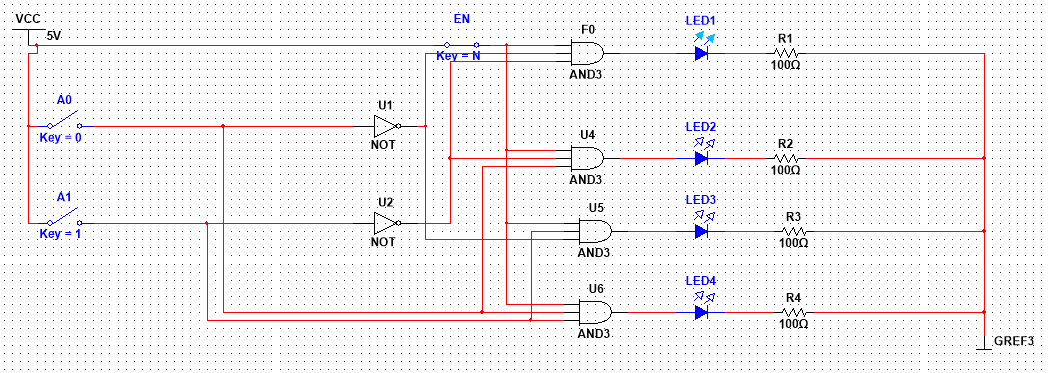 VCC
5V
EN
Key = N
F0
AND3
LED1
R1
100Ω
A0
Key = 0
U1
NOT
U4
AND3
LED2
R2
100Ω
A1
Key = 1
U2
NOT
U5
AND3
LED3
R3
100Ω
U6
AND3
LED4
R4
100Ω
GREF3